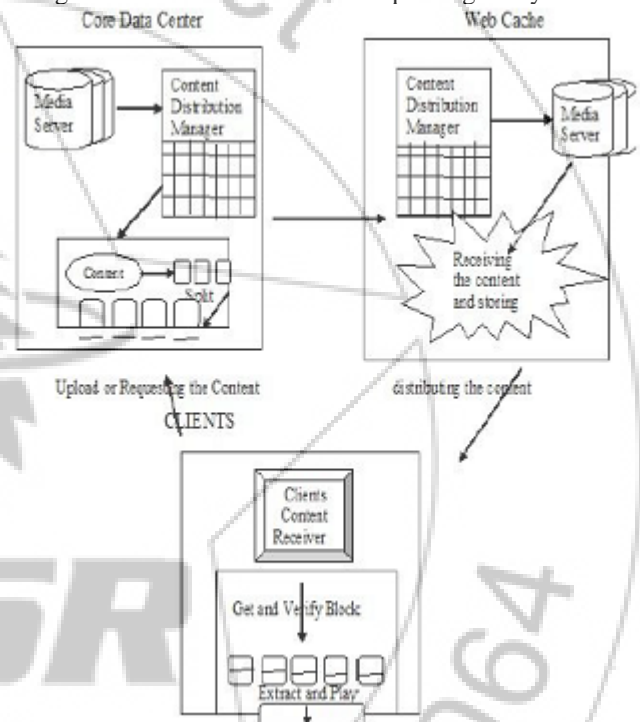 Core Data Center
Web Cache
Media
Server
Content
Distribution
Manager
Content
Split
Content
Distribution
Manager
Media
Server
Receiving
the content
and storing
Upload or Requesting the Content
distributing the content
CLIENTS
Clients
Content
Receiver
Get and Verify Block
Extract and Play